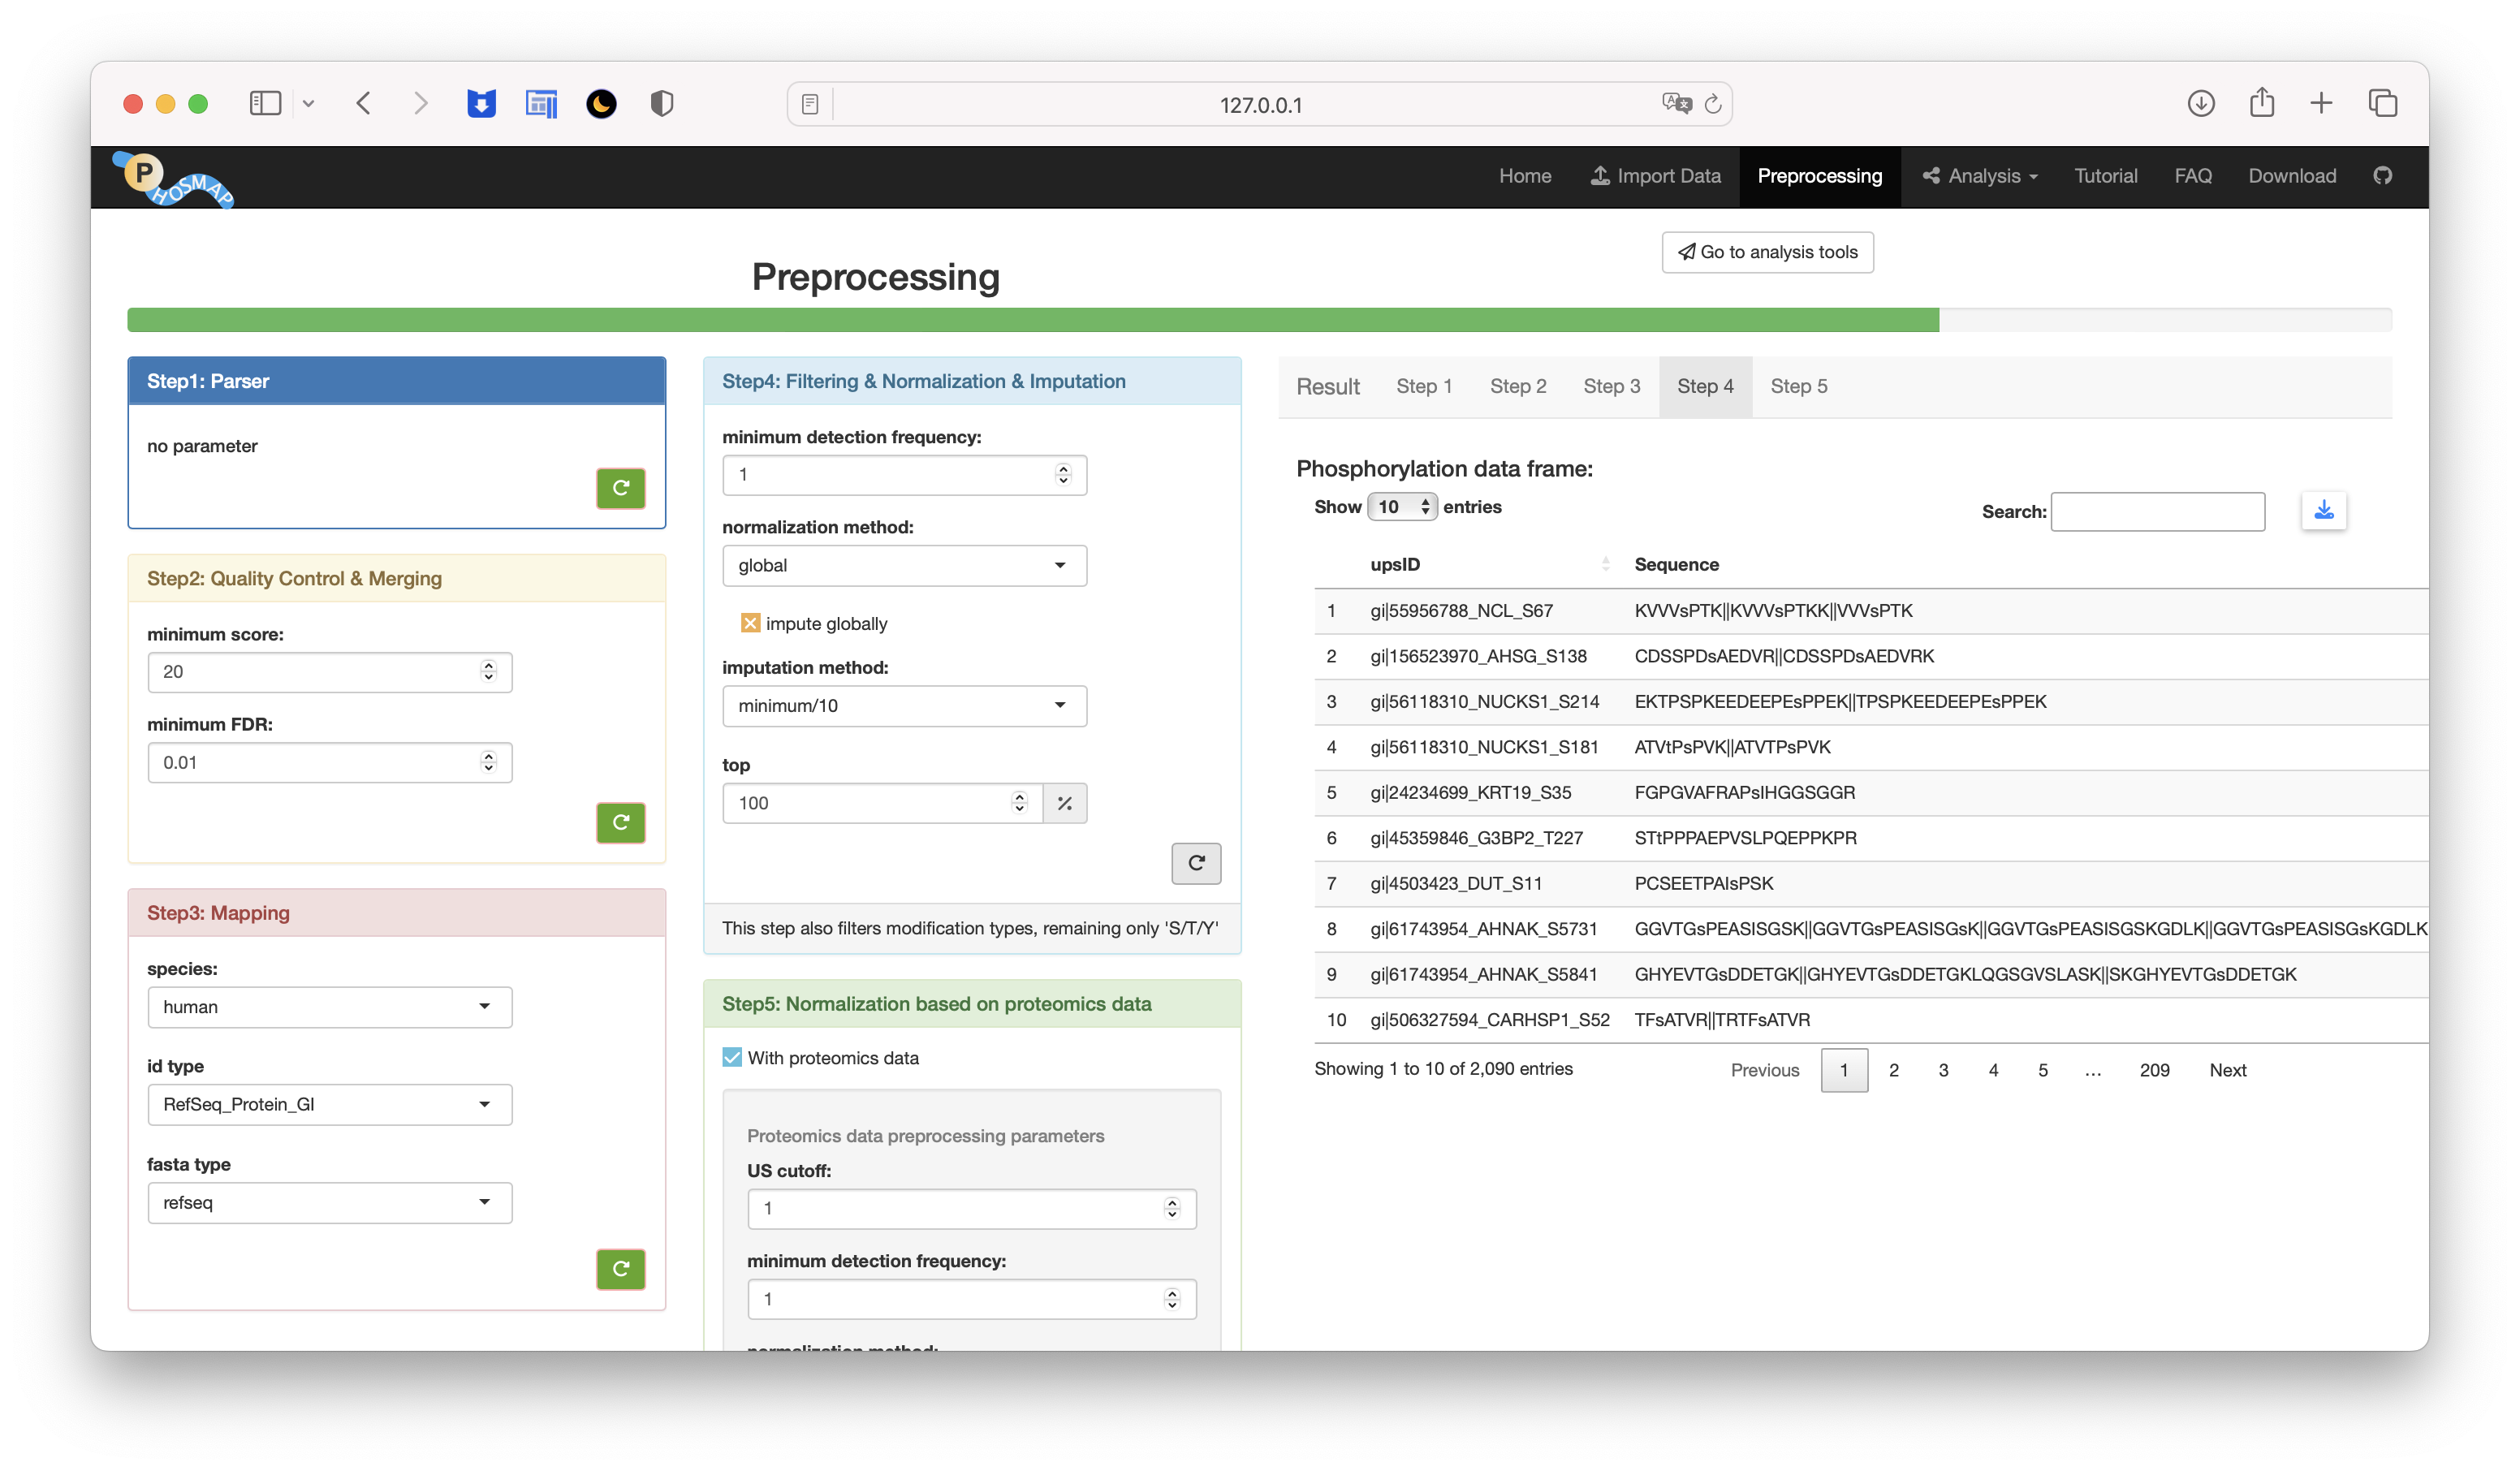 127.0.0.1
PHOSMAP
Home Import Data Preprocessing Analysis Tutorial FAQ Download
Go to analysis tools
Preprocessing
Step1: Parser
no parameter
Step2: Quality Control & Merging
minimum score:
20
minimum FDR:
0.01
Step3: Mapping
species:
human
id type
RefSeq_Protein_GI
fasta type
refseq
Step4: Filtering & Normalization & Imputation
minimum detection frequency:
1
normalization method:
global
impute globally
imputation method:
minimum/10
top
100 %
This step also filters modification types, remaining only 'S/T/Y'
Step5: Normalization based on proteomics data
With proteomics data
Proteomics data preprocessing parameters
US cutoff:
1
minimum detection frequency:
1
normalization method:
Result Step 1 Step 2 Step 3 Step 4 Step 5
Phosphorylation data frame:
Show 10 entries
Search:
upsID Sequence
1 gi|55956788_NCL_S67 KVVVsPTK||KVVVsPTKK||VVVsPTK
2 gi|156523970_AHSG_S138 CDSSPDsAEDVR||CDSSPDsAEDVRK
3 gi|56118310_NUCKS1_S214 EKTPSPKEEDEEPEsPPEK||TPSPKEEDEEPEsPPEK
4 gi|56118310_NUCKS1_S181 ATVtPsPVK||ATVTPsPVK
5 gi|24234699_KRT19_S35 FGPGVAFRAPsIHGGSGGR
6 gi|45359846_G3BP2_T227 STtPPPAEPVSLPQEPPKPR
7 gi|4503423_DUT_S11 PCSEETPAIsPSK
8 gi|61743954_AHNAK_S5731 GGVTGsPEASISGSK||GGVTGsPEASISGsK||GGVTGsPEASISGSKGDLK||GGVTGsPEASISGsKGDLK
9 gi|61743954_AHNAK_S5841 GHYEVTGsDDETGK||GHYEVTGsDDETGKLQGSGVSLASK||SKGHYEVTGsDDETGK
10 gi|506327594_CARHSP1_S52 TFsATVR||TRTFsATVR
Showing 1 to 10 of 2,090 entries
Previous 1 2 3 4 5 … 209 Next